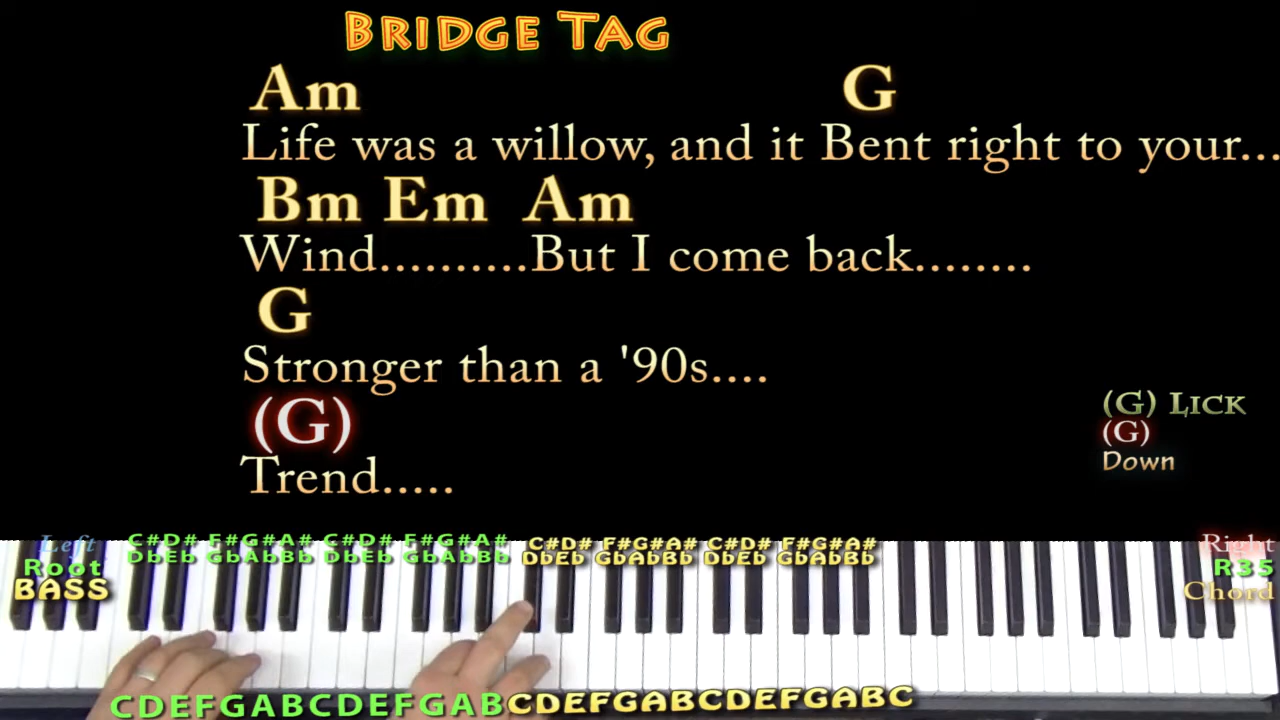 Bridge Tag
Am G
Life was a willow, and it Bent right to your...
Bm Em Am
Wind..........But I come back........
G
Stronger than a '90s....
(G)
Trend.....
(G) Lick
(G)
Down
Left
Root
BASS
C#D# F#G#A# C#D# F#G#A# C#D# F#G#A# C#D# F#G#A#
DbEb GbAbBb DbEb GbAbBb DbEb GbAbBb DbEb GbAbBb
Right
R35
Chord
CDEFGABCDEFGABCDEFGABCDEFGABC